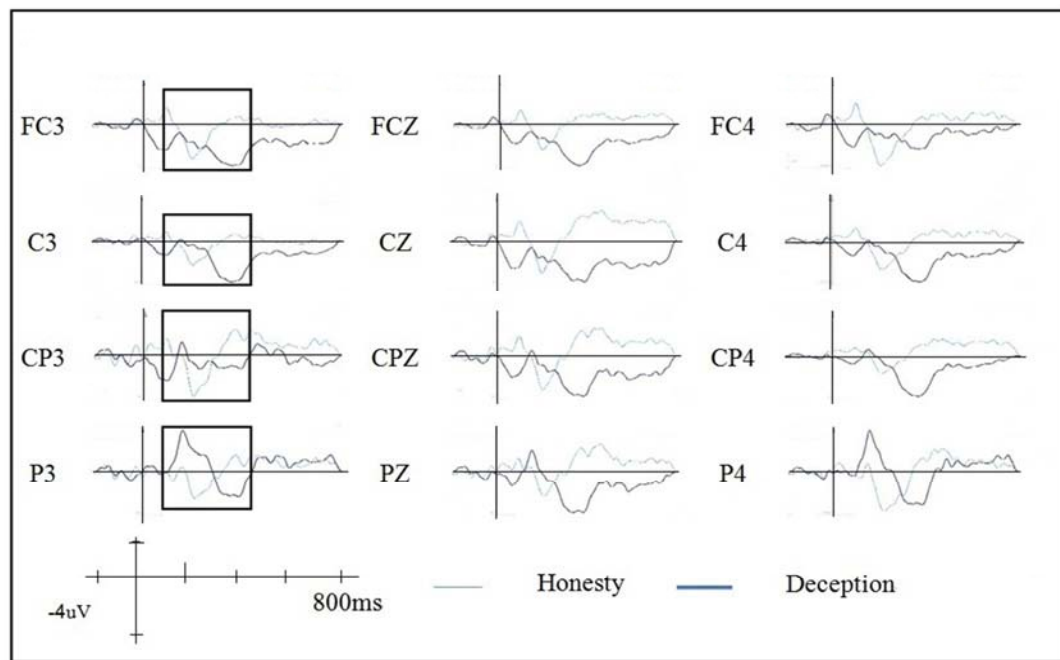 FC3 FCZ FC4
C3 CZ C4
CP3 CPZ CP4
P3 PZ P4
-4uV 800ms Honesty Deception